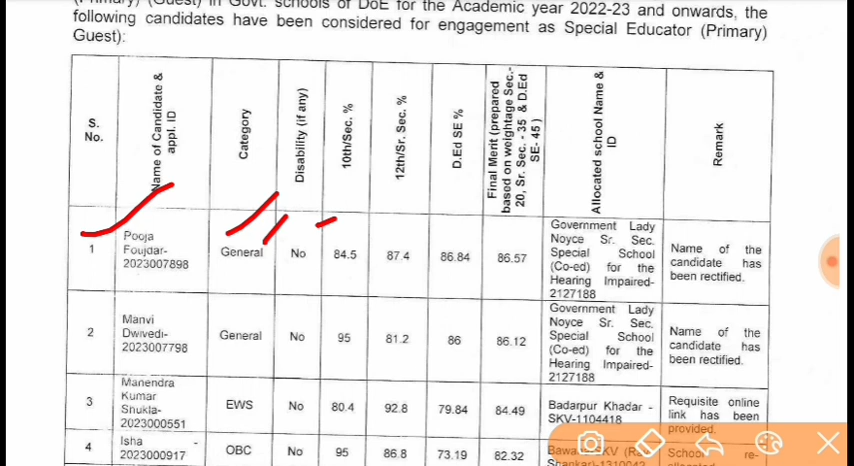 (Primary) (Guest) in Govt. schools of DoE for the Academic year 2022-23 and onwards, the
following candidates have been considered for engagement as Special Educator (Primary)
Guest):
S. No.
Name of Candidate & appl. ID
Category
Disability (if any)
10th/Sec. %
12th/Sr. Sec. %
D.Ed SE %
Final Merit (prepared
based on weightage Sec.-
20, Sr. Sec. - 35 & D.Ed
SE- 45)
Allocated school Name &
ID
Remark
1
Pooja
Foujdar-
2023007898
General
No
84.5
87.4
86.84
86.57
Government Lady
Noyce Sr. Sec.
Special School
(Co-ed) for the
Hearing Impaired-
2127188
Name of the
candidate has
been rectified.
2
Manvi
Dwivedi-
2023007798
General
No
95
81.2
86
86.12
Government Lady
Noyce Sr. Sec.
Special School
(Co-ed) for the
Hearing Impaired-
2127188
Name of the
candidate has
been rectified.
3
Manendra
Kumar
Shukla-
2023000551
EWS
No
80.4
92.8
79.84
84.49
Badarpur Khadar -
SKV-1104418
Requisite online
link has been
provided.
4
Isha -
2023000917
OBC
No
95
86.8
73.19
82.32
School re-